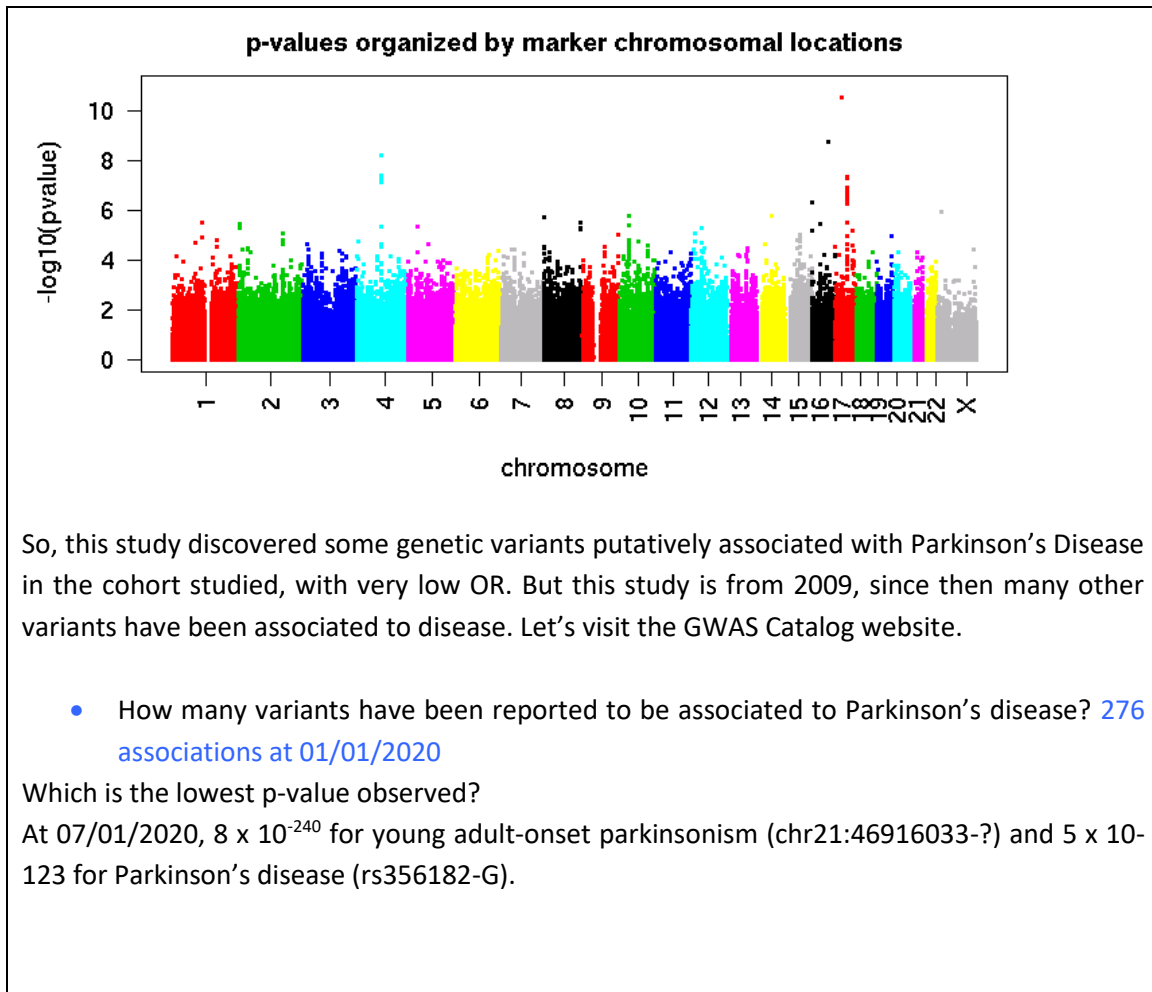 p-values organized by marker chromosomal locations
10
8
6
4
2
0
-log10(pvalue)
1 2 3 4 5 6 7 8 9 10 11 12 13 14 15 16 17 18 19 20 21 22 X
chromosome
So, this study discovered some genetic variants putatively associated with Parkinson’s Disease
in the cohort studied, with very low OR. But this study is from 2009, since then many other
variants have been associated to disease. Let’s visit the GWAS Catalog website.
• How many variants have been reported to be associated to Parkinson’s disease? 276
associations at 01/01/2020
Which is the lowest p-value observed?
At 07/01/2020, 8 x 10⁻²⁴⁰ for young adult-onset parkinsonism (chr21:46916033-?) and 5 x 10-
123 for Parkinson’s disease (rs356182-G).